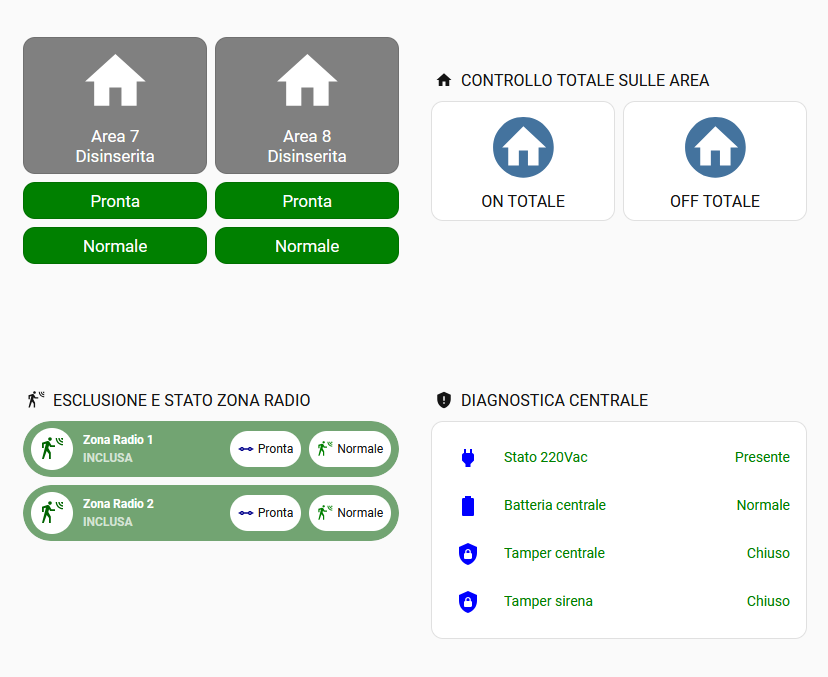 Area 7
Disinserita
Area 8
Disinserita
Pronta
Pronta
Normale
Normale
CONTROLLO TOTALE SULLE AREA
ON TOTALE
OFF TOTALE
ESCLUSIONE E STATO ZONA RADIO
Zona Radio 1
INCLUSA
Pronta
Normale
Zona Radio 2
INCLUSA
Pronta
Normale
DIAGNOSTICA CENTRALE
Stato 220Vac
Presente
Batteria centrale
Normale
Tamper centrale
Chiuso
Tamper sirena
Chiuso